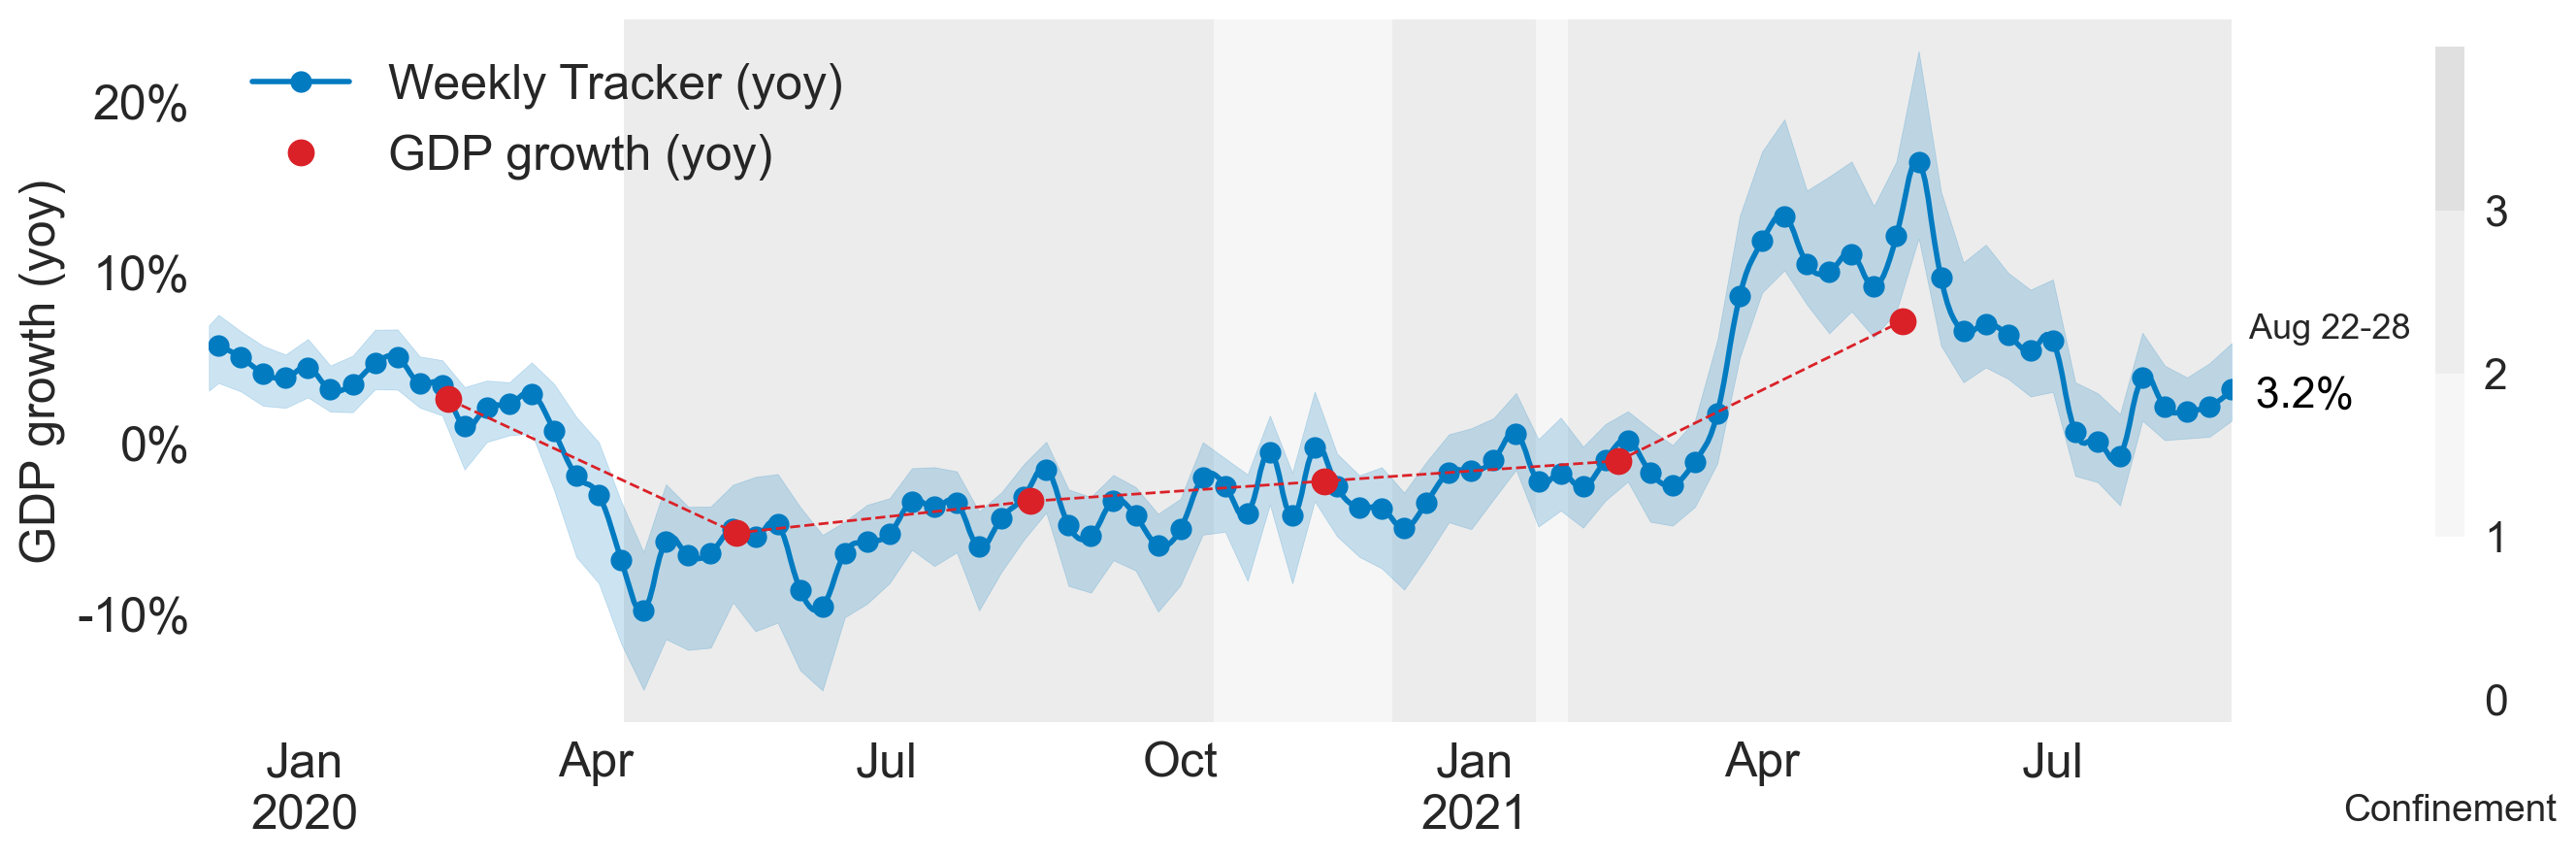 Weekly Tracker (yoy)
GDP growth (yoy)
GDP growth (yoy)
20%
10%
0%
-10%
Jan
2020
Apr
Jul
Oct
Jan
2021
Apr
Jul
Aug 22-28
3.2%
3
2
1
0
Confinement